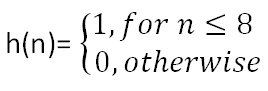 h(n)= {1, for n ≤ 8
0, otherwise